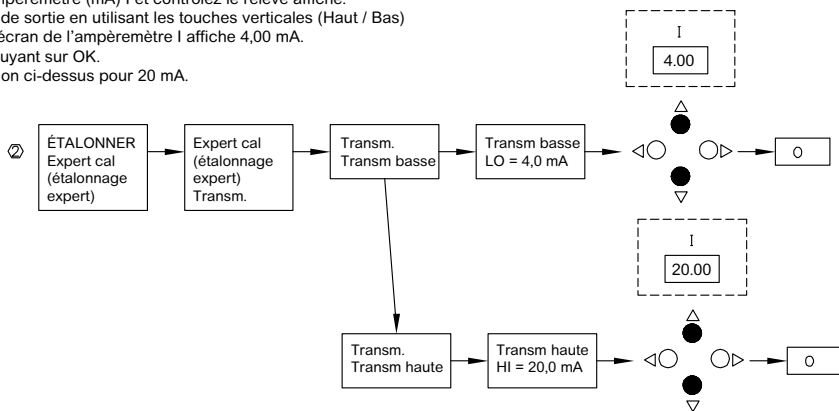 mpèremètre (mA) I et contrôlez le relevé affiché.
de sortie en utilisant les touches verticales (Haut / Bas)
écran de l'ampèremètre I affiche 4,00 mA.
uyant sur OK.
on ci-dessus pour 20 mA.
I
4.00
2
ÉTALONNER
Expert cal
(étalonnage
expert)
Expert cal
(étalonnage
expert)
Transm.
Transm.
Transm basse
Transm basse
LO = 4,0 mA
O
I
20.00
Transm.
Transm haute
Transm haute
HI = 20,0 mA
O